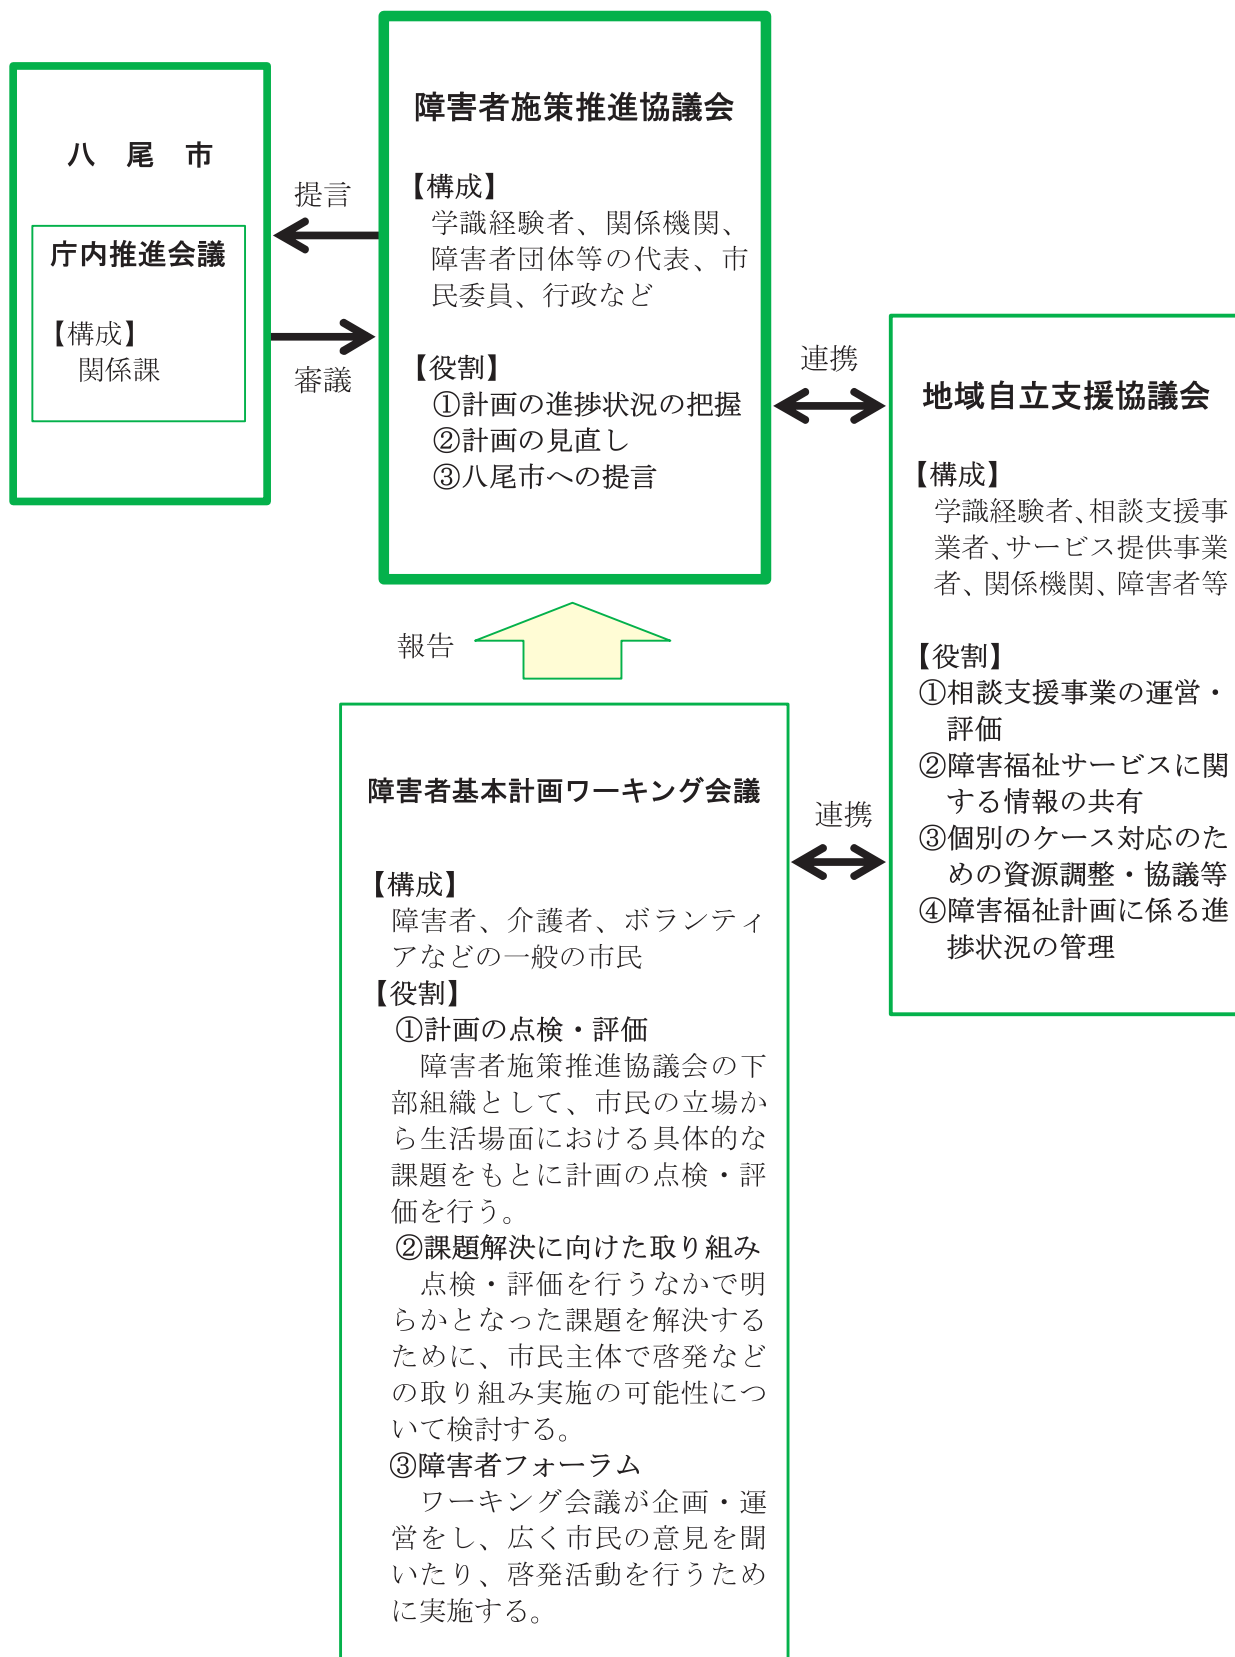 八 尾 市
庁内推進会議
【構成】
関係課
提言
審議
障害者施策推進協議会
【構成】
学識経験者、関係機関、
障害者団体等の代表、市
民委員、行政など
【役割】
①計画の進捗状況の把握
②計画の見直し
③八尾市への提言
連携
地域自立支援協議会
【構成】
学識経験者、相談支援事
業者、サービス提供事業
者、関係機関、障害者等
【役割】
①相談支援事業の運営・
評価
②障害福祉サービスに関
する情報の共有
③個別のケース対応のた
めの資源調整・協議等
④障害福祉計画に係る進
捗状況の管理
報告
連携
障害者基本計画ワーキング会議
【構成】
障害者、介護者、ボランティ
アなどの一般の市民
【役割】
①計画の点検・評価
障害者施策推進協議会の下
部組織として、市民の立場か
ら生活場面における具体的な
課題をもとに計画の点検・評
価を行う。
②課題解決に向けた取り組み
点検・評価を行うなかで明
らかとなった課題を解決する
ために、市民主体で啓発など
の取り組み実施の可能性につ
いて検討する。
③障害者フォーラム
ワーキング会議が企画・運
営をし、広く市民の意見を聞
いたり、啓発活動を行うため
に実施する。